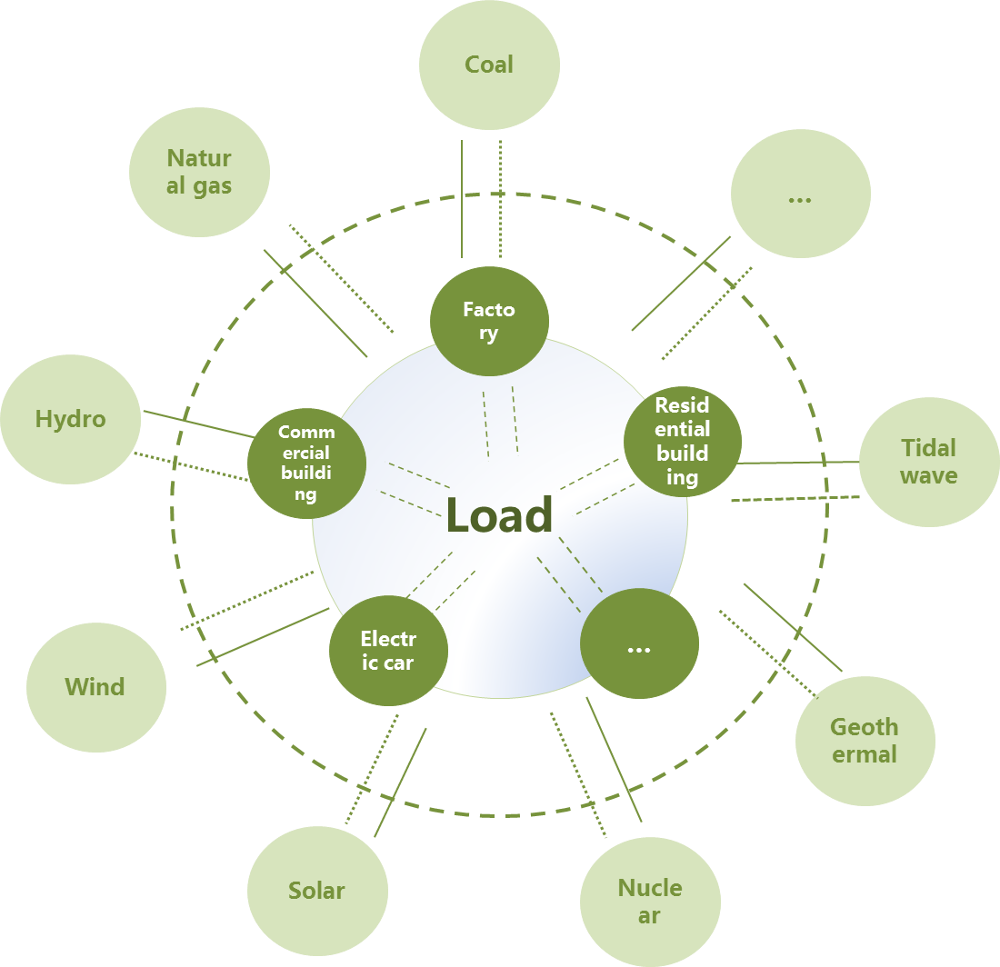 Coal
Natur
al gas
...
Facto
ry
Hydro
Comm
ercial
buildi
ng
Resid
ential
build
ing
Tidal
wave
Load
Wind
Electr
ic car
...
Geoth
ermal
Solar
Nucle
ar